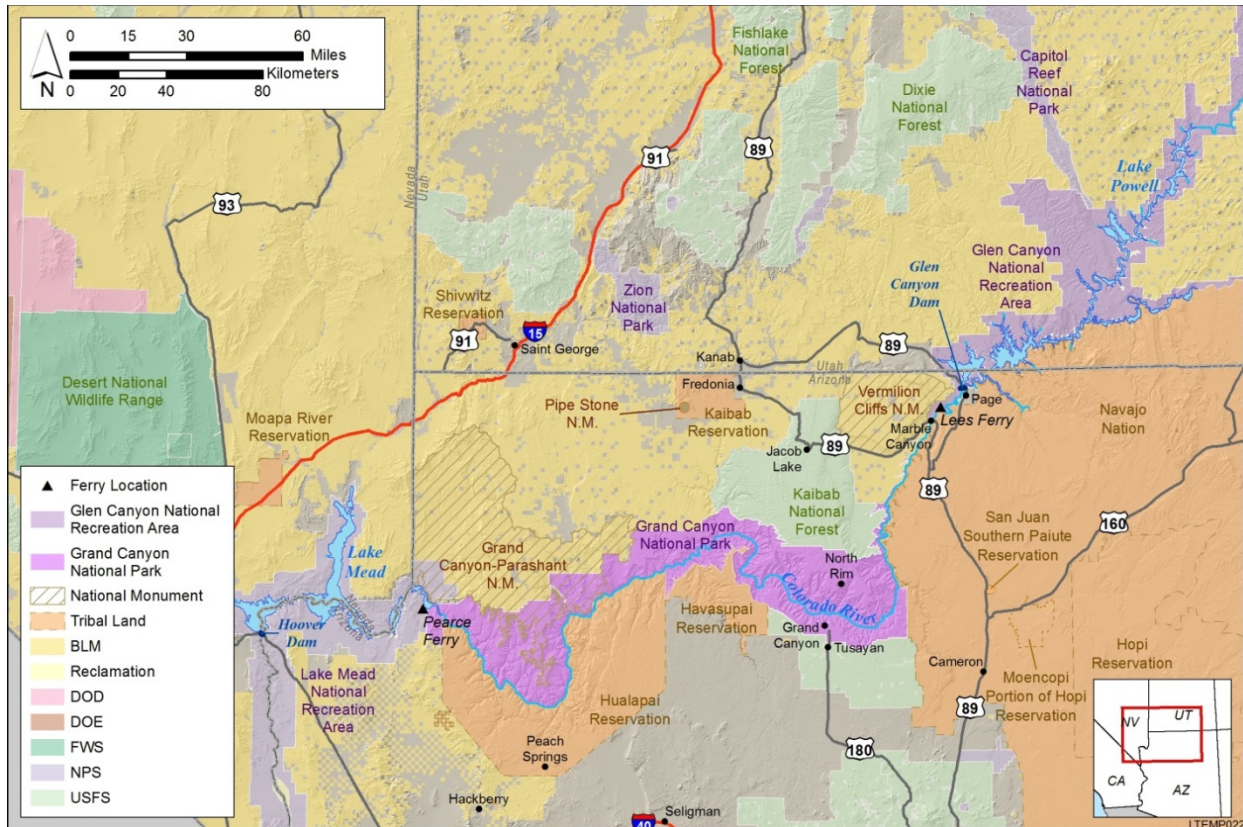 0 15 30 60
Miles
Kilometers
0 20 40 80
N
Fishlake
National
Forest
Capitol
Reef
National
Park
Dixie
National
Forest
91
89
93
Nevada
Utah
Lake
Powell
Glen Canyon
National
Recreation
Area
Glen
Canyon
Dam
Zion
National
Park
Shivwitz
Reservation
91
15
Saint George
Kanab
89
Utah
Arizona
Desert National
Wildlife Range
Moapa River
Reservation
Fredonia
Pipe Stone
N.M.
Kaibab
Reservation
Vermilion
Cliffs N.M.
Page
Lees Ferry
Marble
Canyon
Navajo
Nation
Jacob
Lake
89
89
Kaibab
National
Forest
160
San Juan
Southern Paiute
Reservation
Grand Canyon
National Park
Grand
Canyon-Parashant
N.M.
North
Rim
Colorado River
Lake
Mead
Nevada
Arizona
Hoover
Dam
Pearce
Ferry
Havasupai
Reservation
Grand
Canyon
Tusayan
Cameron
Hopi
Reservation
Moencopi
Portion of Hopi
Reservation
Lake Mead
National
Recreation
Area
Hualapai
Reservation
89
180
Peach
Springs
Hackberry
Seligman
40
Ferry Location
Glen Canyon National
Recreation Area
Grand Canyon
National Park
National Monument
Tribal Land
BLM
Reclamation
DOD
DOE
FWS
NPS
USFS
NV
UT
CA
AZ
LTEMP022